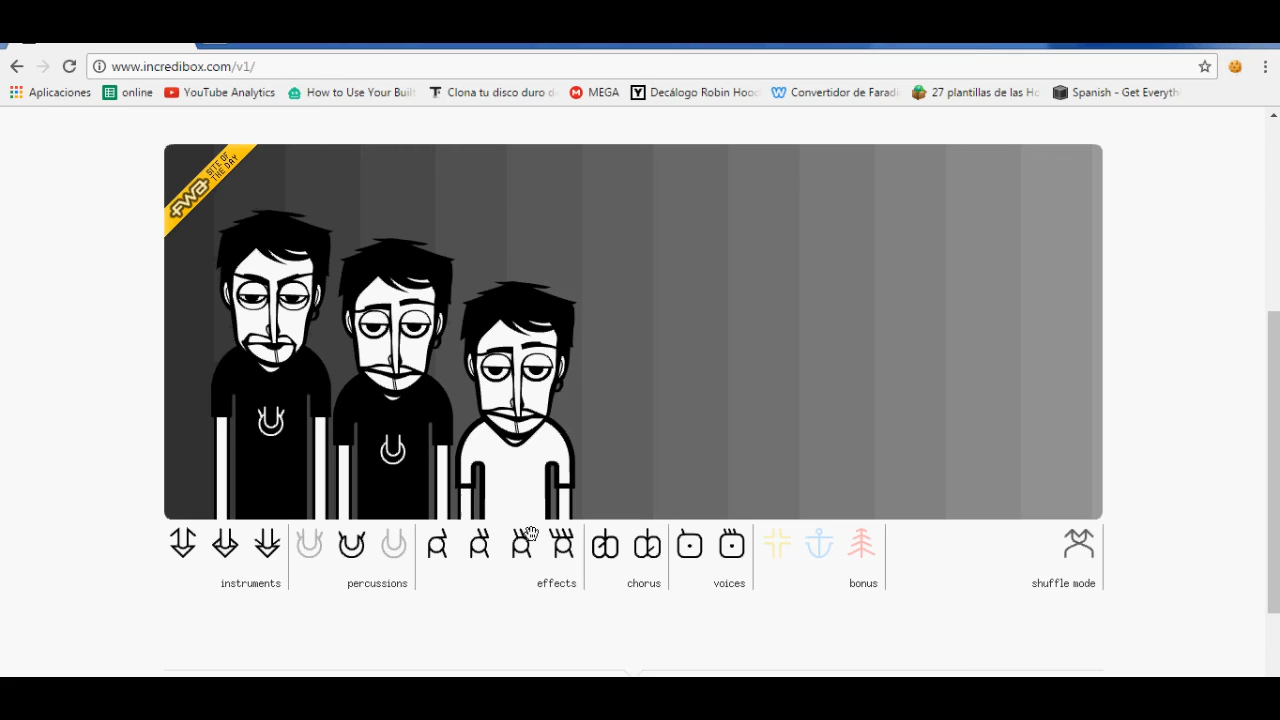 www.incredibox.com/v1/
Aplicaciones online YouTube Analytics How to Use Your Buil Clona tu disco duro d MEGA Decálogo Robin Hoo Convertidor de Farad 27 plantillas de las H Spanish - Get Everyth
fwa SITE OF
THE DAY
instruments percussions effects chorus voices bonus shuffle mode